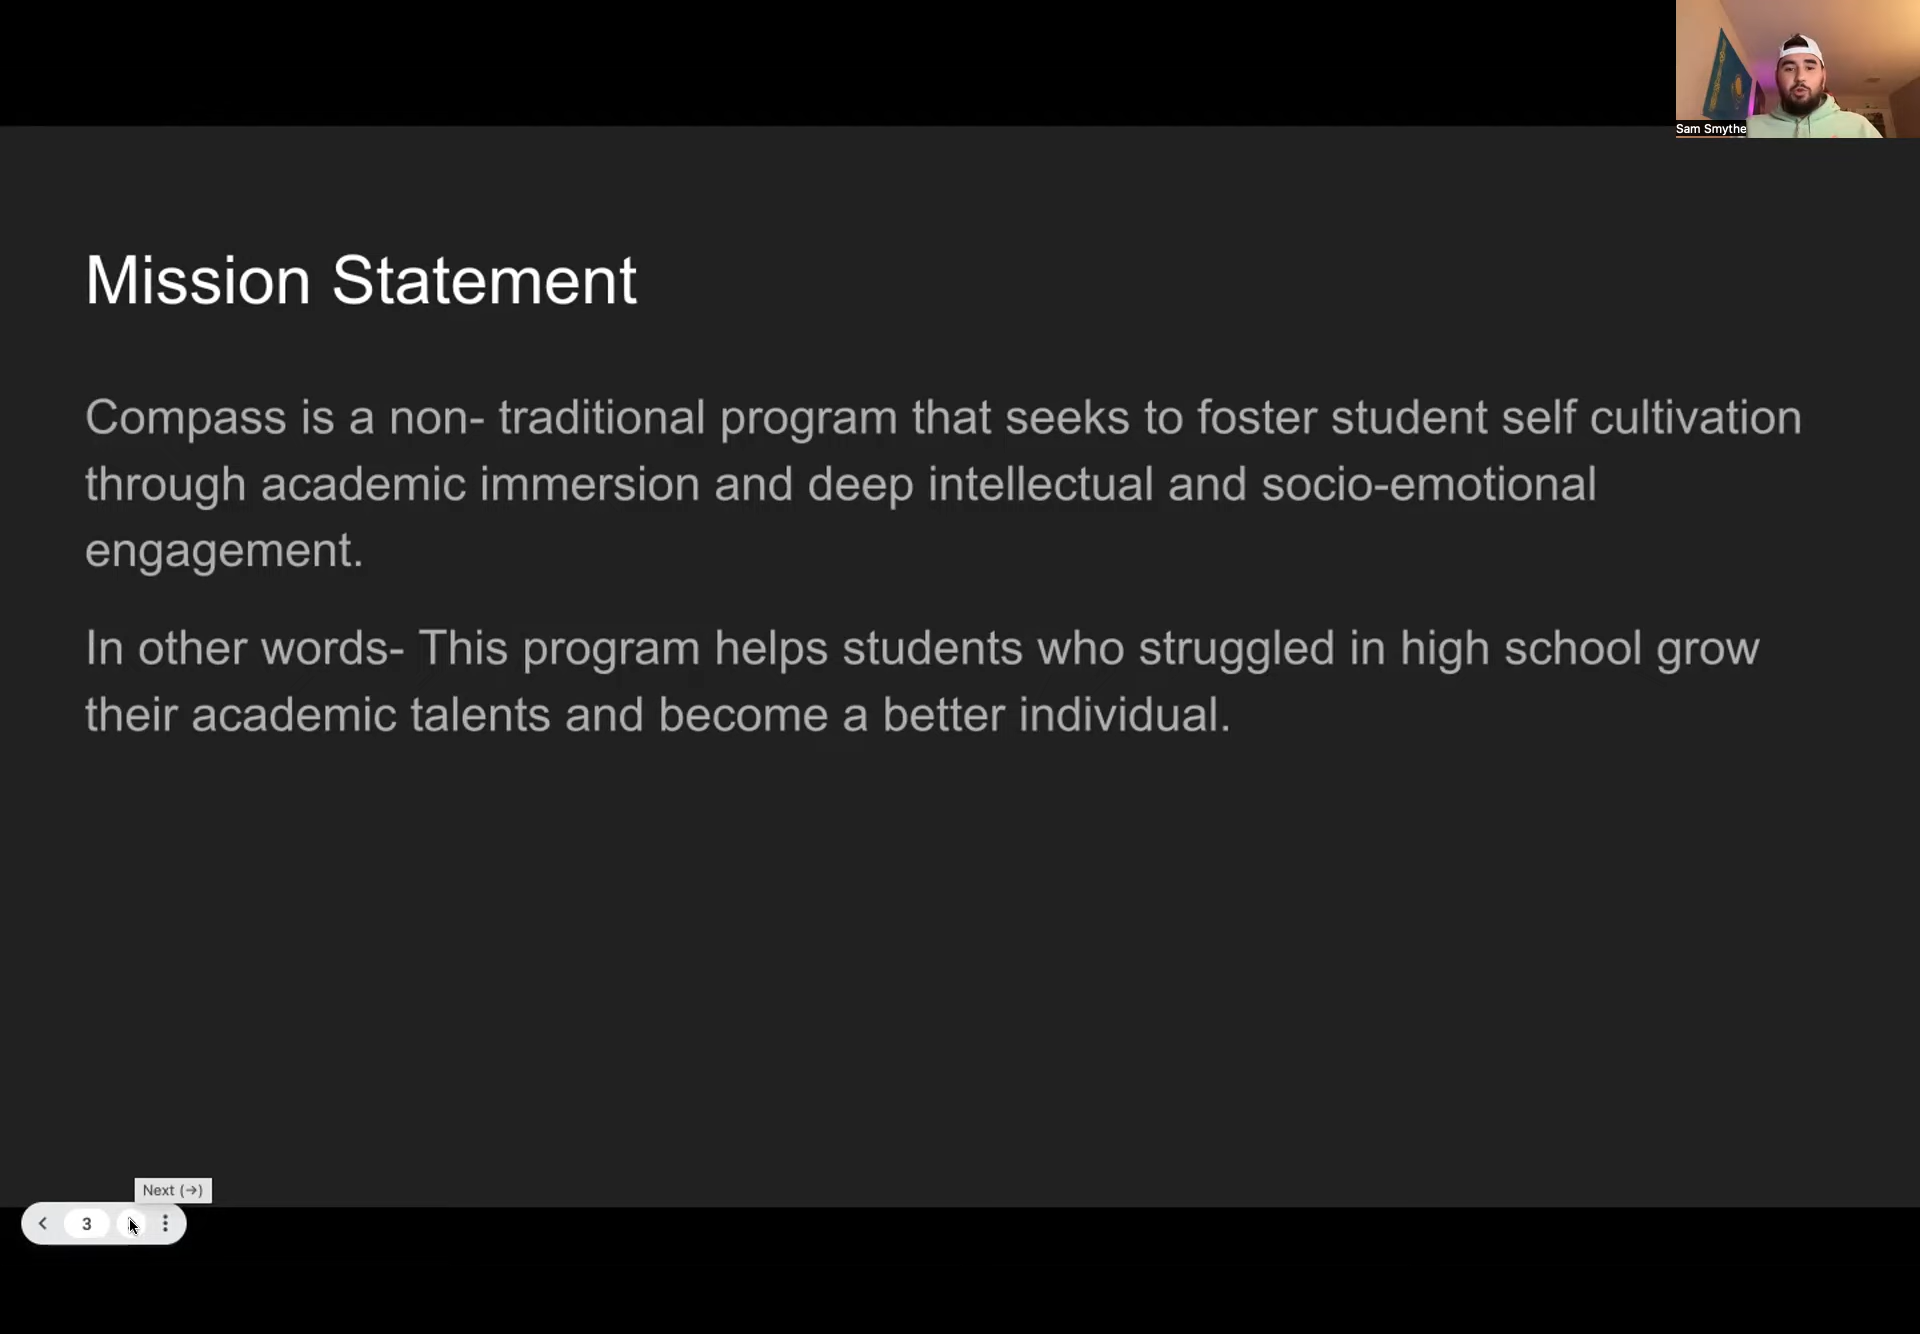 Sam Smythe
Mission Statement
Compass is a non- traditional program that seeks to foster student self cultivation
through academic immersion and deep intellectual and socio-emotional
engagement.
In other words- This program helps students who struggled in high school grow
their academic talents and become a better individual.
Next (→)
3